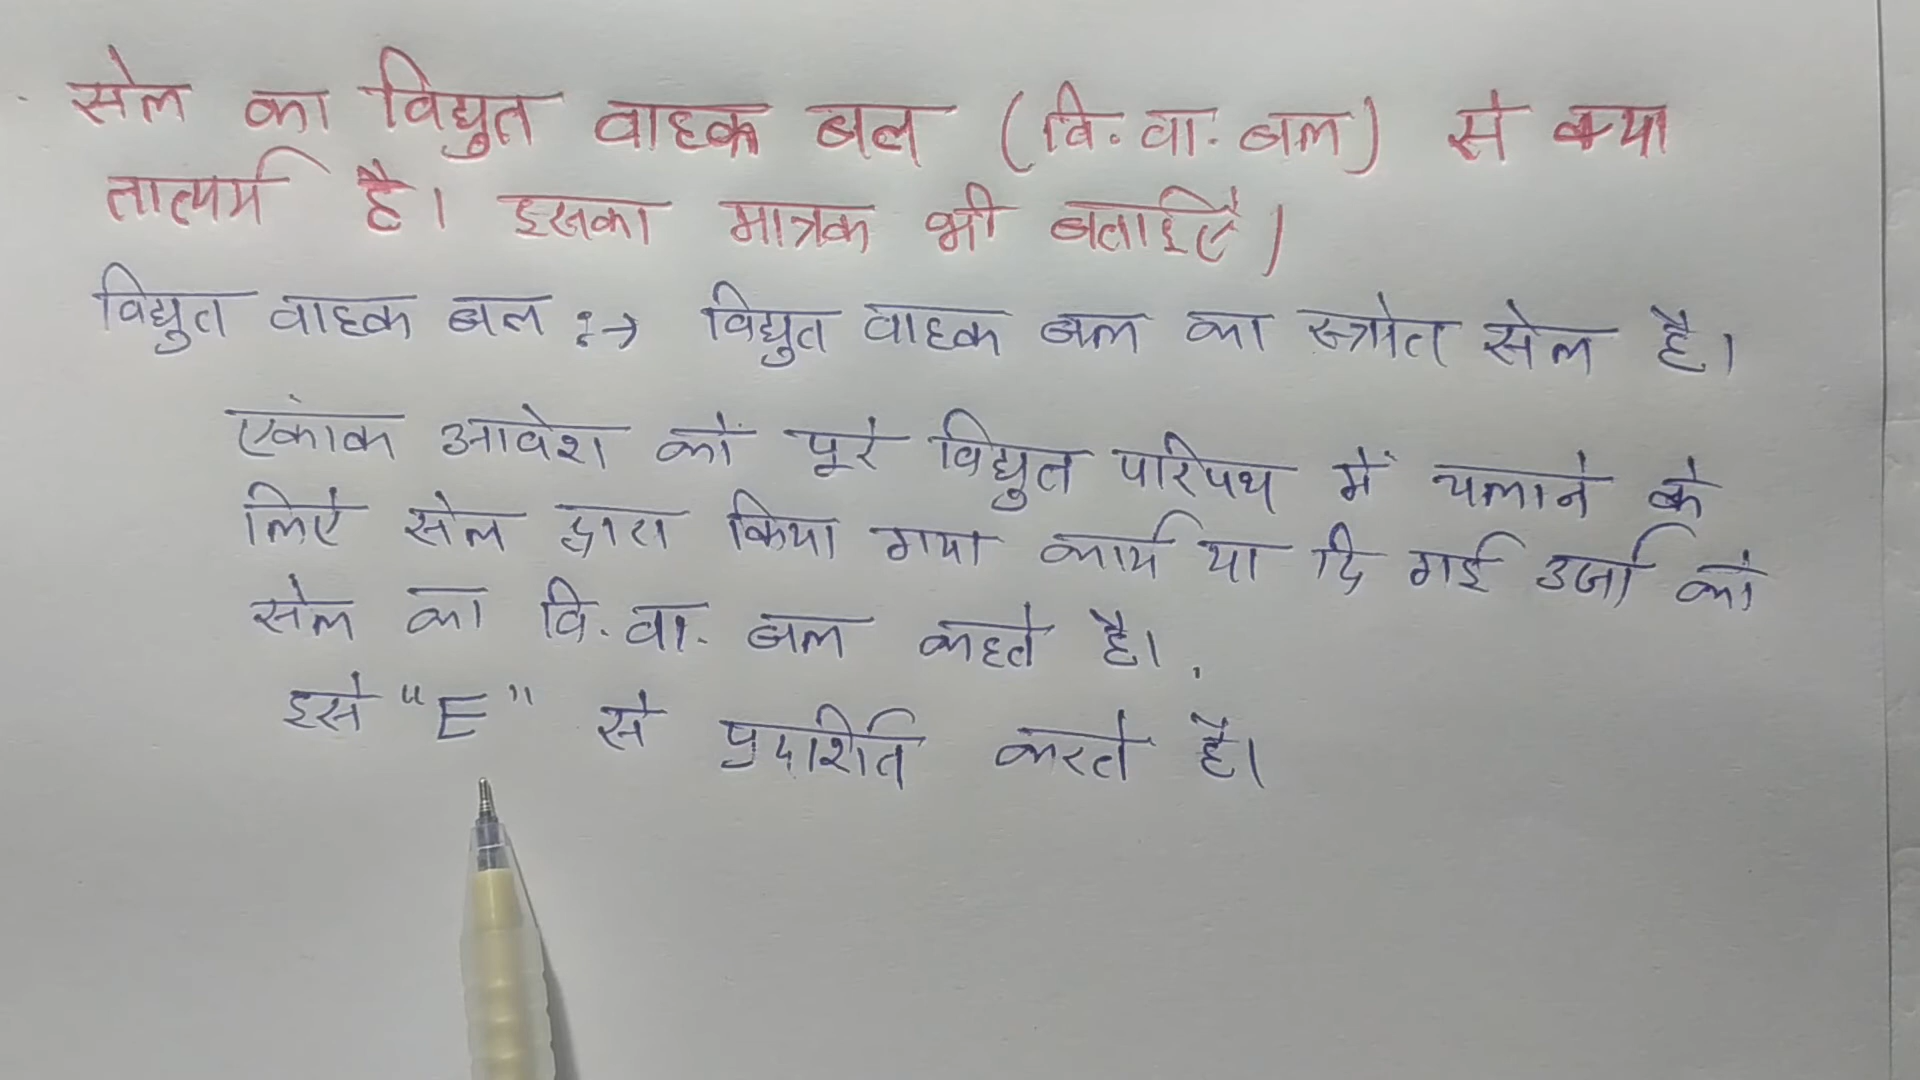 सेल का विद्युत वाहक बल (वि. वा. बल) से क्या
तात्पर्य है। इसका मात्रक भी बताईऐ।
विद्युत वाहक बल :→ विद्युत वाहक बल का स्त्रोत सेल है।
एकांक आवेश को पूरे विद्युत परिपथ में चलाने के
लिऐ सेल द्वारा किया गया कार्य या दि गई उर्जा को
सेल का वि. वा. बल कहते है।
इसे "E" से प्रदर्शित करते है।